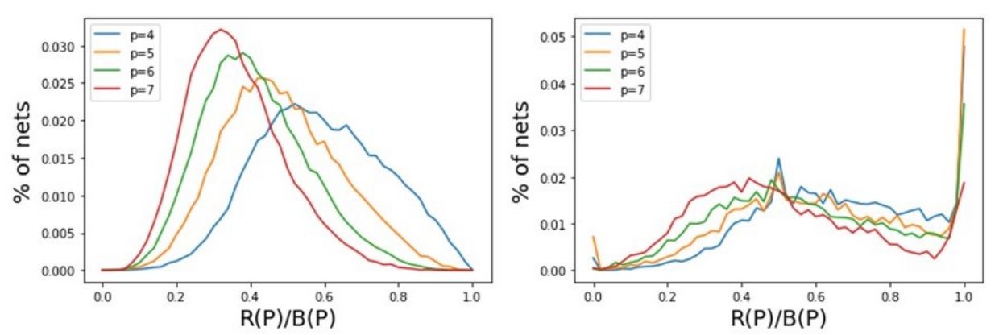 p=4
p=5
p=6
p=7
0.030
0.025
0.020
0.015
0.010
0.005
0.000
% of nets
0.0 0.2 0.4 0.6 0.8 1.0
R(P)/B(P)
p=4
p=5
p=6
p=7
0.05
0.04
0.03
0.02
0.01
0.00
% of nets
0.0 0.2 0.4 0.6 0.8 1.0
R(P)/B(P)